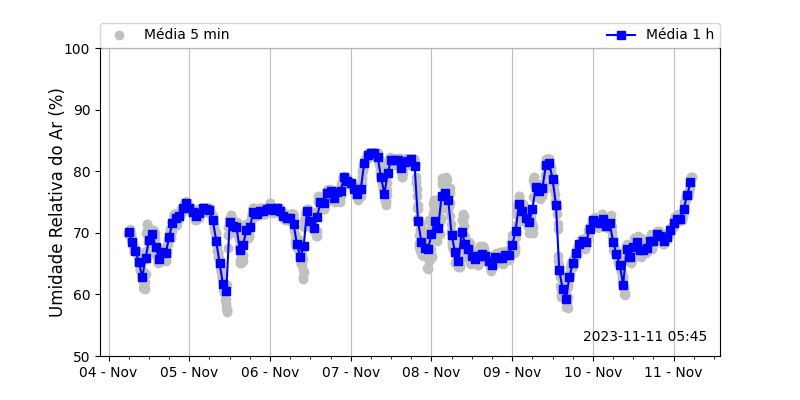 Média 5 min
Média 1 h
Umidade Relativa do Ar (%)
100
90
80
70
60
50
2023-11-11 05:45
04 - Nov
05 - Nov
06 - Nov
07 - Nov
08 - Nov
09 - Nov
10 - Nov
11 - Nov